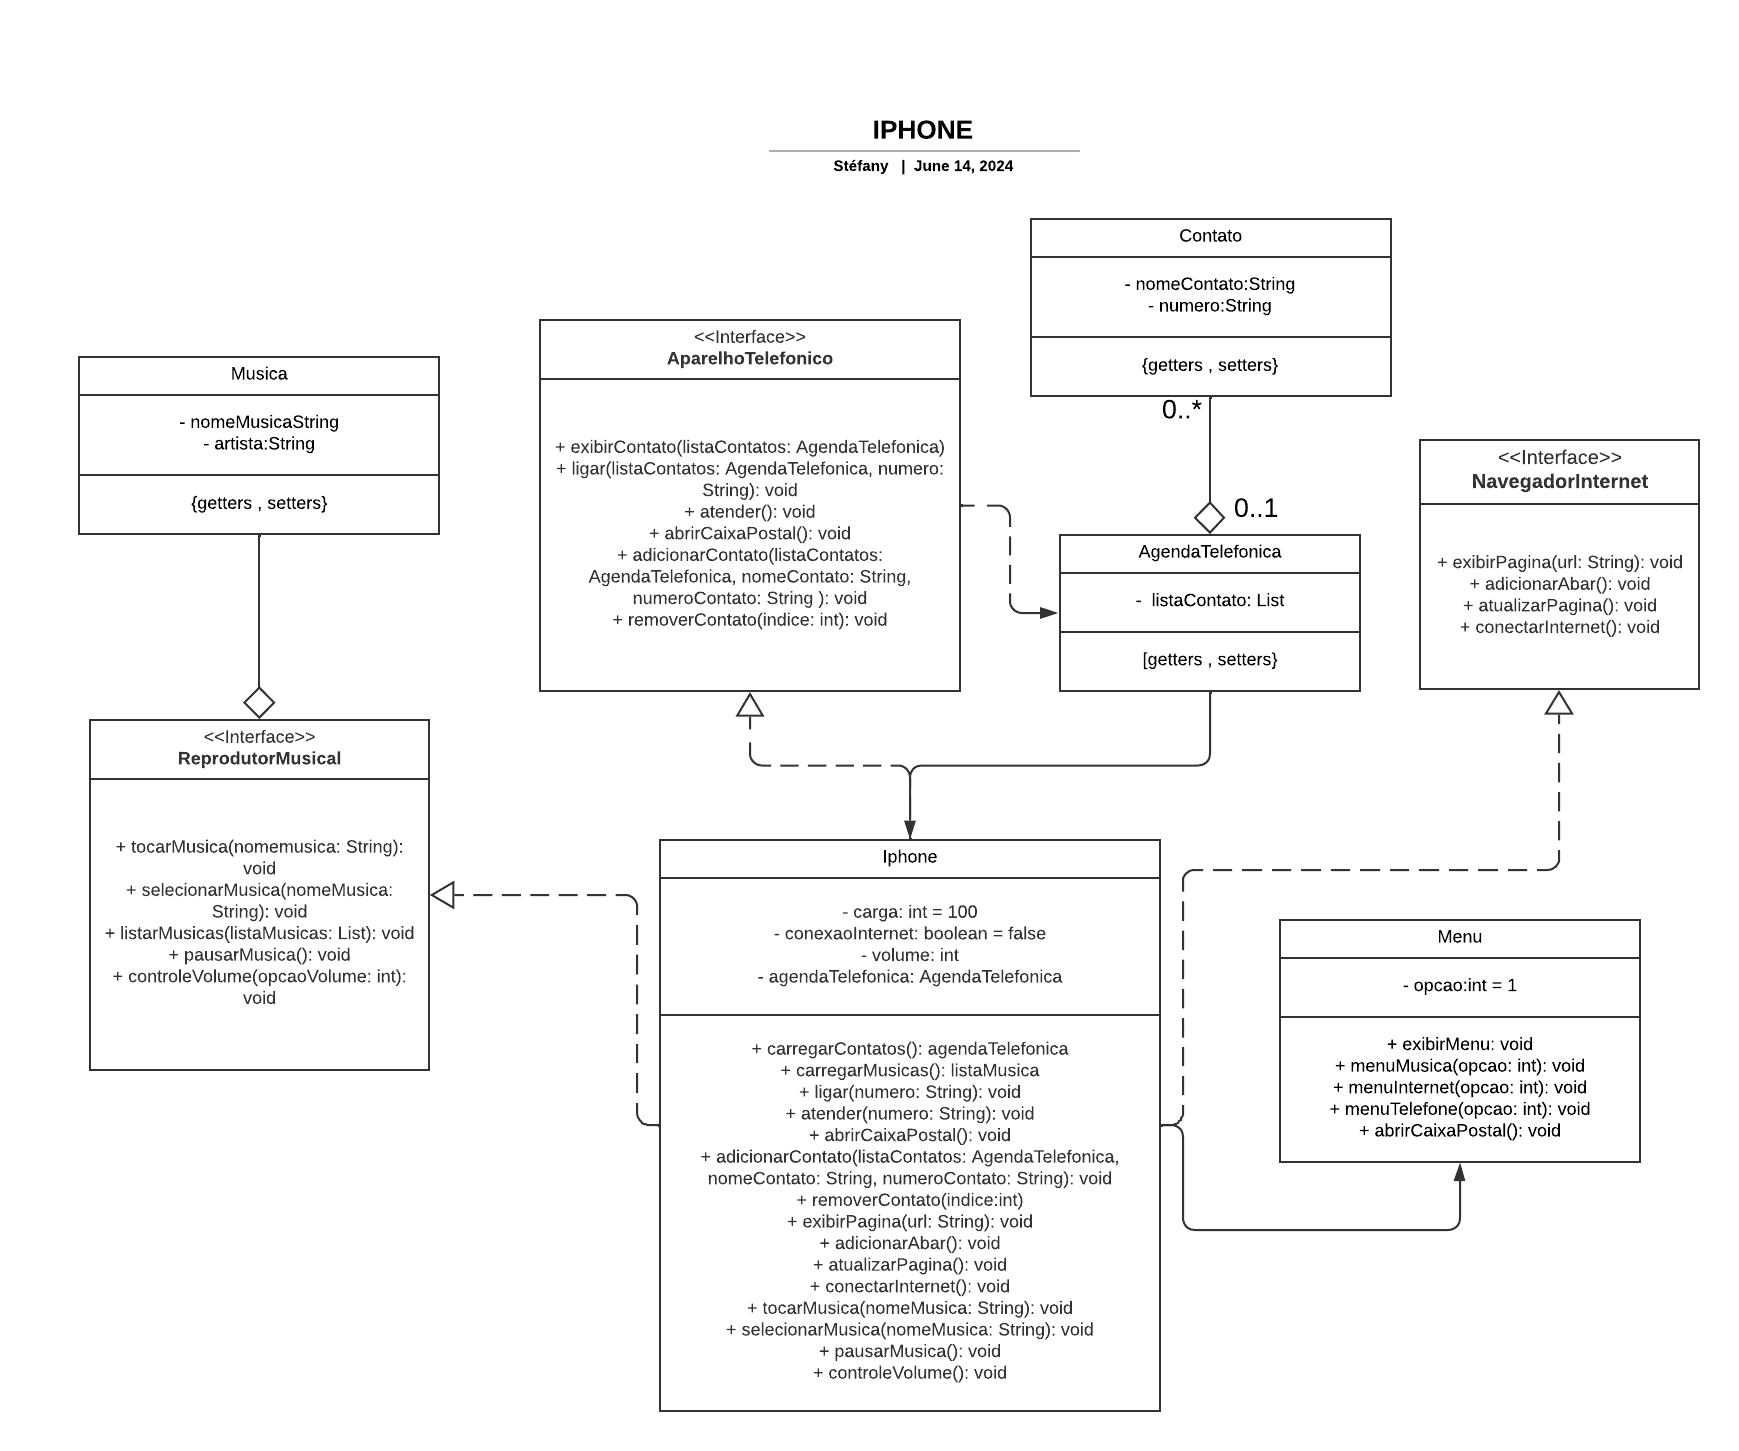 IPHONE
Stéfany | June 14, 2024
Contato
- nomeContato:String
- numero:String
{getters , setters}
0..*
0..1
AgendaTelefonica
- listaContato: List
[getters , setters}
<<Interface>>
AparelhoTelefonico
+ exibirContato(listaContatos: AgendaTelefonica)
+ ligar(listaContatos: AgendaTelefonica, numero:
String): void
+ atender(): void
+ abrirCaixaPostal(): void
+ adicionarContato(listaContatos:
AgendaTelefonica, nomeContato: String,
numeroContato: String ): void
+ removerContato(indice: int): void
Musica
- nomeMusicaString
- artista:String
{getters , setters}
<<Interface>>
NavegadorInternet
+ exibirPagina(url: String): void
+ adicionarAbar(): void
+ atualizarPagina(): void
+ conectarInternet(): void
<<Interface>>
ReprodutorMusical
+ tocarMusica(nomemusica: String):
void
+ selecionarMusica(nomeMusica:
String): void
+ listarMusicas(listaMusicas: List): void
+ pausarMusica(): void
+ controleVolume(opcaoVolume: int):
void
Iphone
- carga: int = 100
- conexaoInternet: boolean = false
- volume: int
- agendaTelefonica: AgendaTelefonica
+ carregarContatos(): agendaTelefonica
+ carregarMusicas(): listaMusica
+ ligar(numero: String): void
+ atender(numero: String): void
+ abrirCaixaPostal(): void
+ adicionarContato(listaContatos: AgendaTelefonica,
nomeContato: String, numeroContato: String): void
+ removerContato(indice:int)
+ exibirPagina(url: String): void
+ adicionarAbar(): void
+ atualizarPagina(): void
+ conectarInternet(): void
+ tocarMusica(nomeMusica: String): void
+ selecionarMusica(nomeMusica: String): void
+ pausarMusica(): void
+ controleVolume(): void
Menu
- opcao:int = 1
+ exibirMenu: void
+ menuMusica(opcao: int): void
+ menuInternet(opcao: int): void
+ menuTelefone(opcao: int): void
+ abrirCaixaPostal(): void